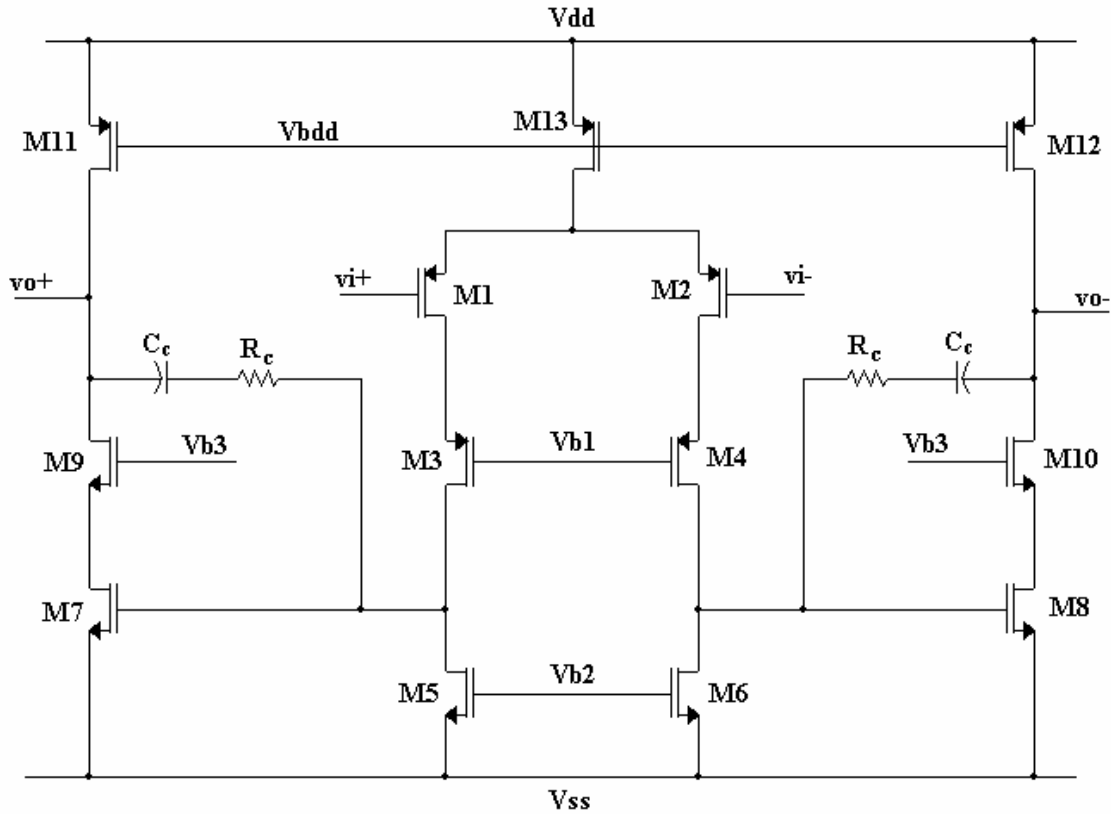 Vdd
M11
Vbdd
M13
M12
vo+
vi+
M1
M2
vi-
vo-
Cc
Rc
Rc
Cc
M9
Vb3
M3
Vb1
M4
Vb3
M10
M7
M8
M5
Vb2
M6
Vss